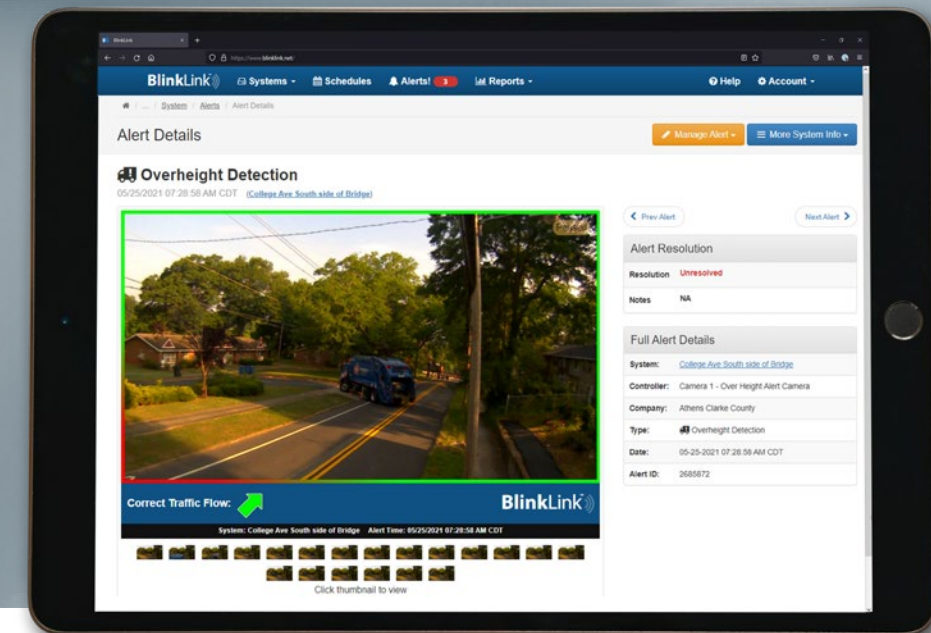 BlinkLink
https://www.blinklink.net
BlinkLink Systems Schedules Alerts! 3 Reports Help Account
/ ... / System / Alerts / Alert Details
Alert Details
Manage Alert More System Info
Overheight Detection
05/25/2021 07:28:58 AM CDT (College Ave South side of Bridge)
Prev Alert Next Alert
Alert Resolution
Resolution Unresolved
Notes NA
Full Alert Details
System: College Ave South side of Bridge
Controller: Camera 1 - Over Height Alert Camera
Company: Athens Clarke County
Type: Overheight Detection
Date: 05-25-2021 07:28:58 AM CDT
Alert ID: 2685872
Correct Traffic Flow:
BlinkLink
System: College Ave South side of Bridge Alert Time: 05/25/2021 07:28:58 AM CDT
Click thumbnail to view